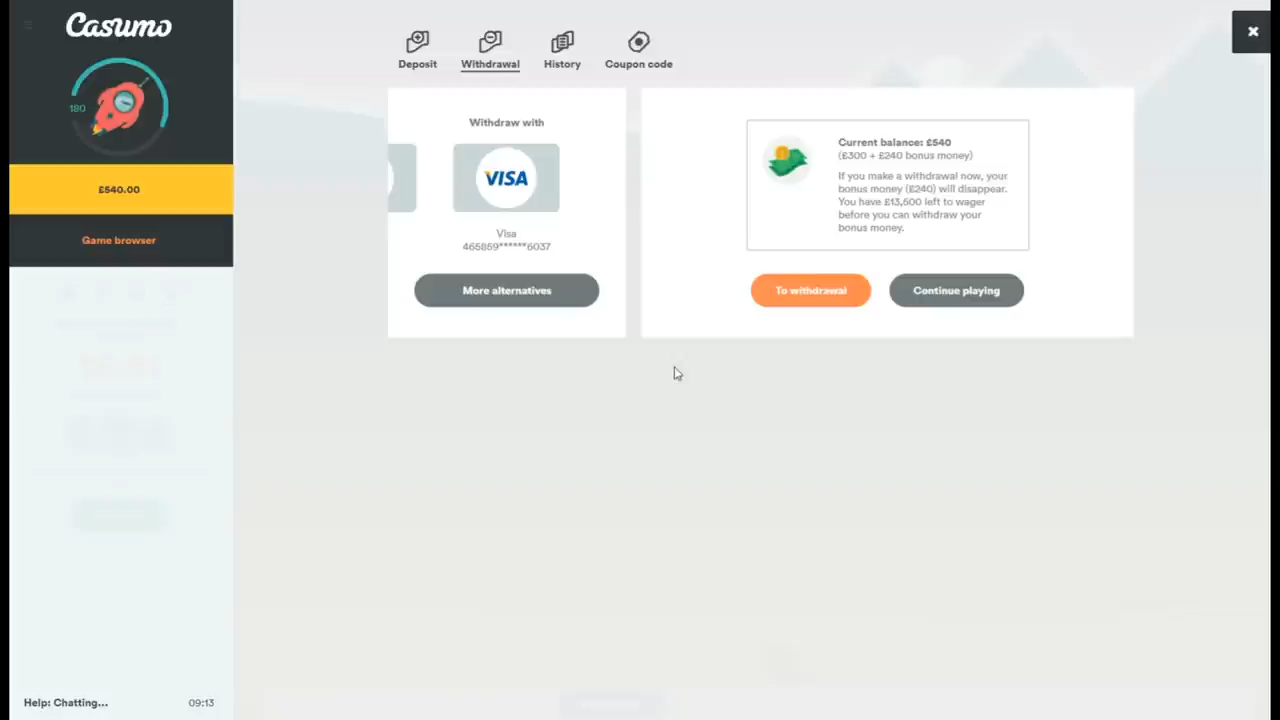 Casumo
180
£540.00
Game browser
Deposit
Withdrawal
History
Coupon code
Withdraw with
VISA
Visa
465859******6037
More alternatives
Current balance: £540
(£300 + £240 bonus money)
If you make a withdrawal now, your
bonus money (£240) will disappear.
You have £13,500 left to wager
before you can withdraw your
bonus money.
To withdrawal
Continue playing
Help: Chatting...
09:13